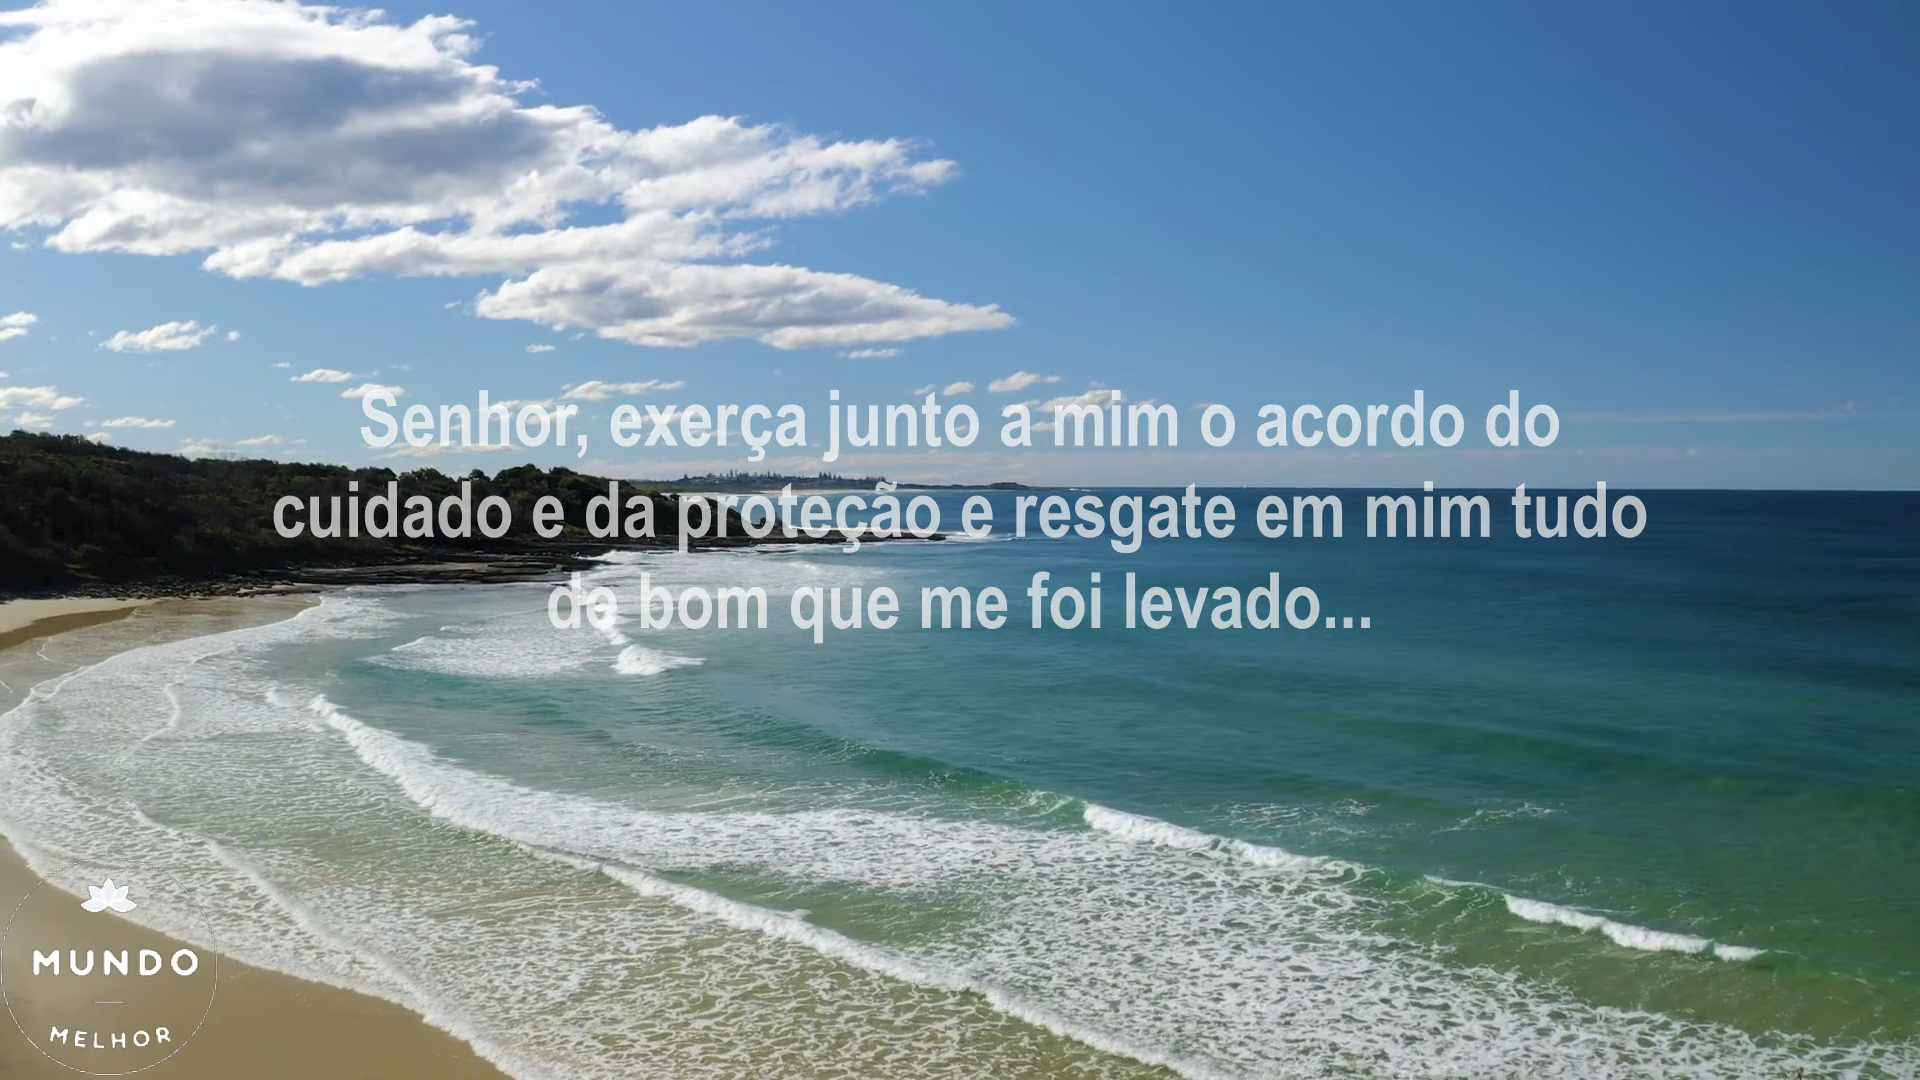 Senhor, exerça junto a mim o acordo do
cuidado e da proteção e resgate em mim tudo
de bom que me foi levado...
MUNDO
MELHOR